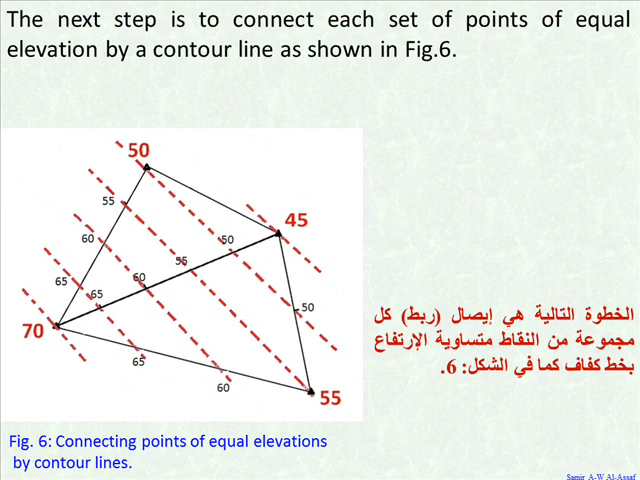 The next step is to connect each set of points of equal
elevation by a contour line as shown in Fig.6.
50
55
45
60
50
55
65
60
65
50
70
65
60
55
الخطوة التالية هي إيصال (ربط) كل
مجموعة من النقاط متساوية الإرتفاع
بخط كفاف كما في الشكل: 6.
Fig. 6: Connecting points of equal elevations
by contour lines.
Samir A-W Al-Assaf